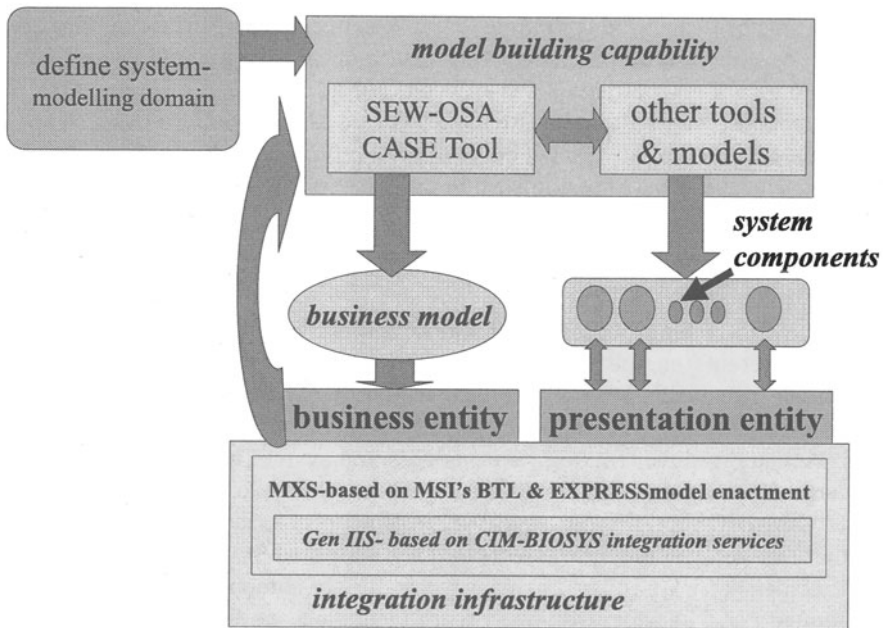 define system-
modelling domain
model building capability
SEW-OSA
CASE Tool
other tools
& models
system
components
business model
business entity
presentation entity
MXS-based on MSI's BTL & EXPRESSmodel enactment
Gen IIS- based on CIM-BIOSYS integration services
integration infrastructure